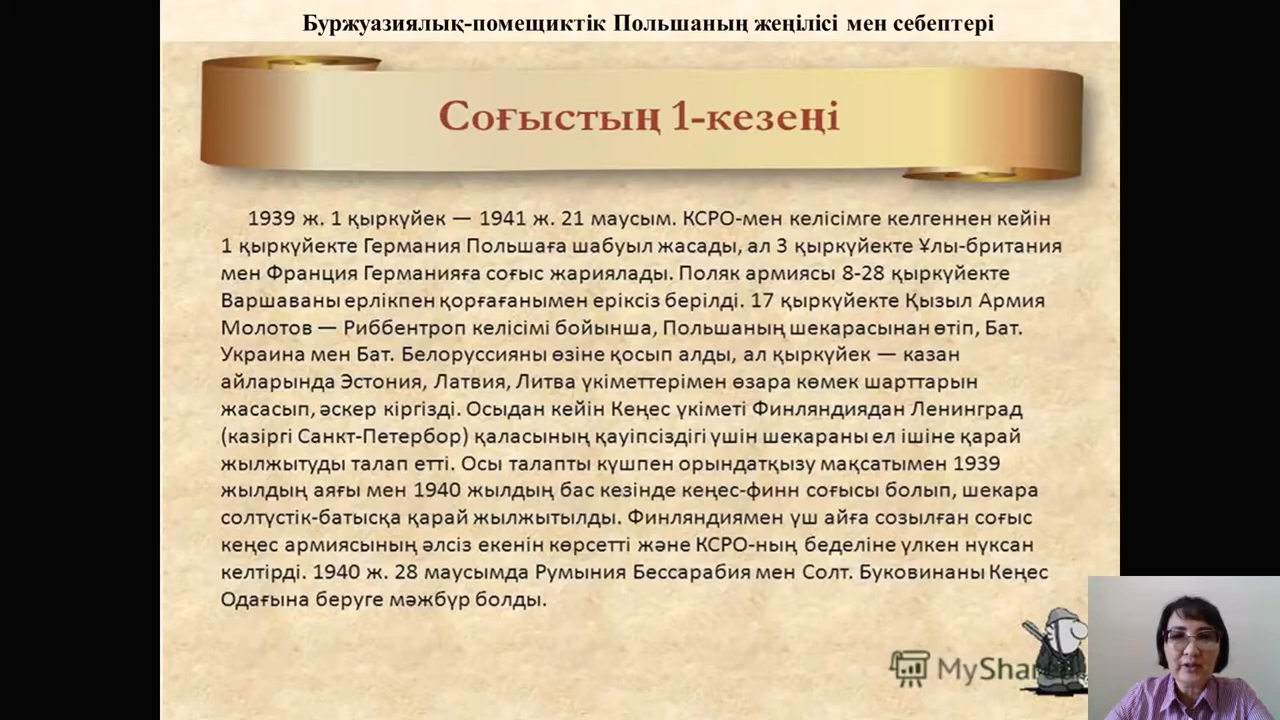 Буржуазиялық-помещиктік Польшаның жеңілісі мен себептері
Соғыстың 1-кезеңі
1939 ж. 1 қыркүйек — 1941 ж. 21 маусым. КСРО-мен келісімге келгеннен кейін
1 қыркүйекте Германия Польшаға шабуыл жасады, ал 3 қыркүйекте Ұлы-британия
мен Франция Германияға соғыс жариялады. Поляк армиясы 8-28 қыркүйекте
Варшаваны ерлікпен қорғағанымен еріксіз берілді. 17 қыркүйекте Қызыл Армия
Молотов — Риббентроп келісімі бойынша, Польшаның шекарасынан өтіп, Бат.
Украина мен Бат. Белоруссияны өзіне қосып алды, ал қыркүйек — казан
айларында Эстония, Латвия, Литва үкіметтерімен өзара көмек шарттарын
жасасып, әскер кіргізді. Осыдан кейін Кеңес үкіметі Финляндиядан Ленинград
(казіргі Санкт-Петербор) қаласының қауіпсіздігі үшін шекараны ел ішіне қарай
жылжытуды талап етті. Осы талапты күшпен орындатқызу мақсатымен 1939
жылдың аяғы мен 1940 жылдың бас кезінде кеңес-финн соғысы болып, шекара
солтүстік-батысқа қарай жылжытылды. Финляндиямен үш айға созылған соғыс
кеңес армиясының әлсіз екенін көрсетті және КСРО-ның беделіне үлкен нұксан
келтірді. 1940 ж. 28 маусымда Румыния Бессарабия мен Солт. Буковинаны Кеңес
Одағына беруге мәжбүр болды.